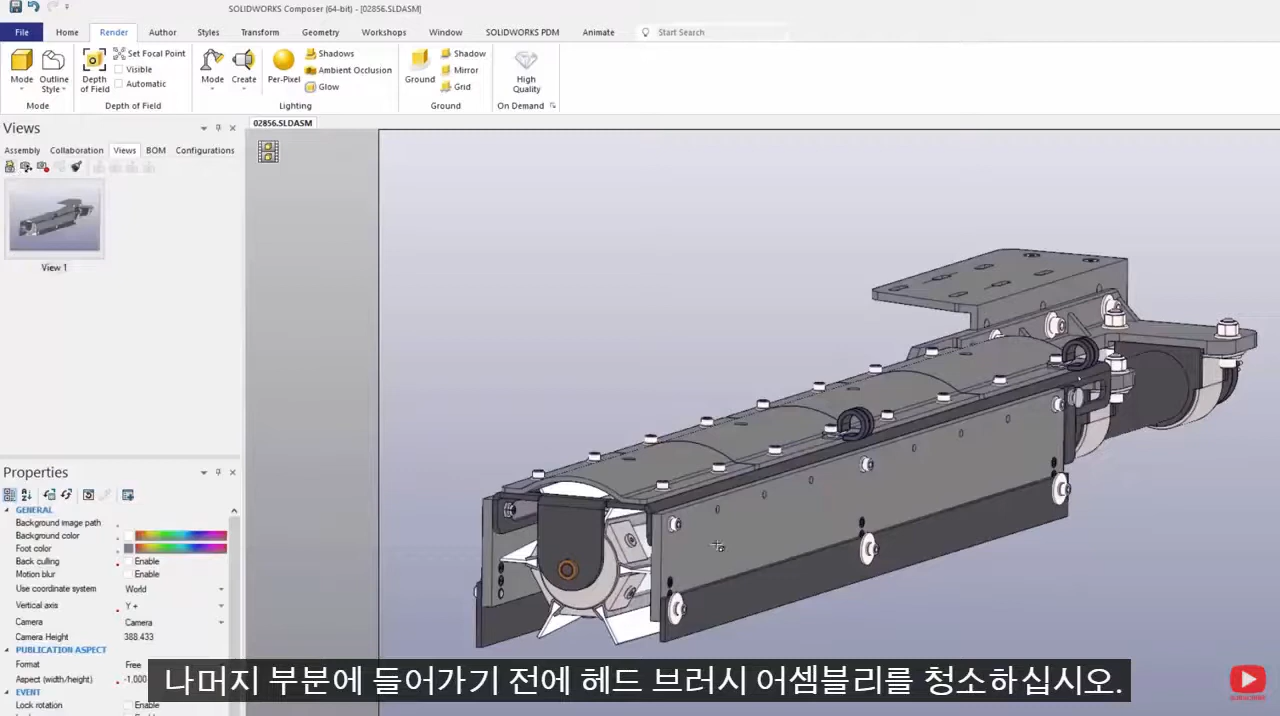 SOLIDWORKS Composer (64-bit) - [02856.SLDASM]
File Home Render Author Styles Transform Geometry Workshops Window SOLIDWORKS PDM Animate Start Search
Mode
Outline Style
Mode
Depth of Field
Set Focal Point
Visible
Automatic
Depth of Field
Mode
Create
Per-Pixel
Shadows
Ambient Occlusion
Glow
Lighting
Ground
Shadow
Mirror
Grid
Ground
High Quality
On Demand
Views
Assembly Collaboration Views BOM Configurations
View 1
02856.SLDASM
Properties
GENERAL
Background image path
Background color
Foot color
Back culling Enable
Motion blur Enable
Use coordinate system World
Vertical axis Y +
Camera Camera
Camera Height 388.433
PUBLICATION ASPECT
Format Free
Aspect (width/height) -1.000
EVENT
Lock rotation Enable
나머지 부분에 들어가기 전에 헤드 브러시 어셈블리를 청소하십시오.